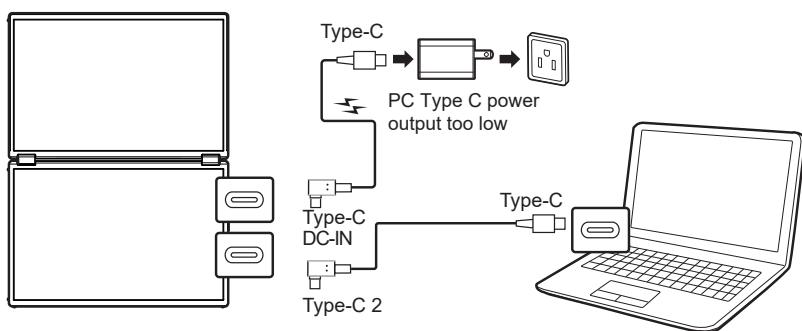 Type-C
PC Type C power
output too low
Type-C
DC-IN
Type-C
Type-C 2